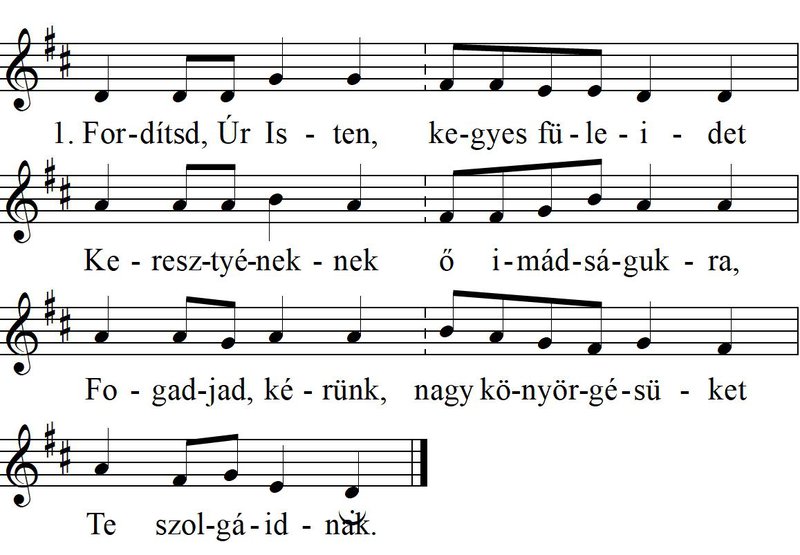 1. For-dítsd, Úr Is - ten, ke-gyes fü-le - i - det
Ke - resz-tyé-nek - nek ő i-mád-sá-guk - ra,
Fo - gad-jad, ké - rünk, nagy kö-nyör-gé-sü - ket
Te szol-gá-id - nak.